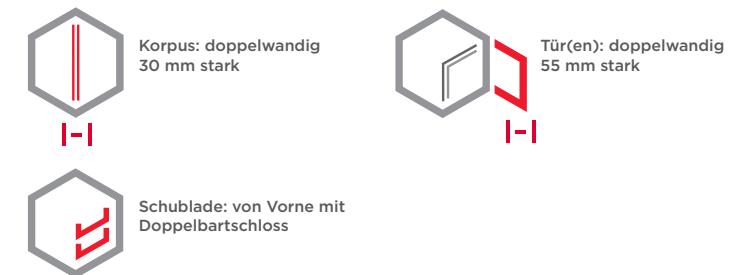 Korpus: doppelwandig
30 mm stark
Tür(en): doppelwandig
55 mm stark
Schublade: von Vorne mit
Doppelbartschloss